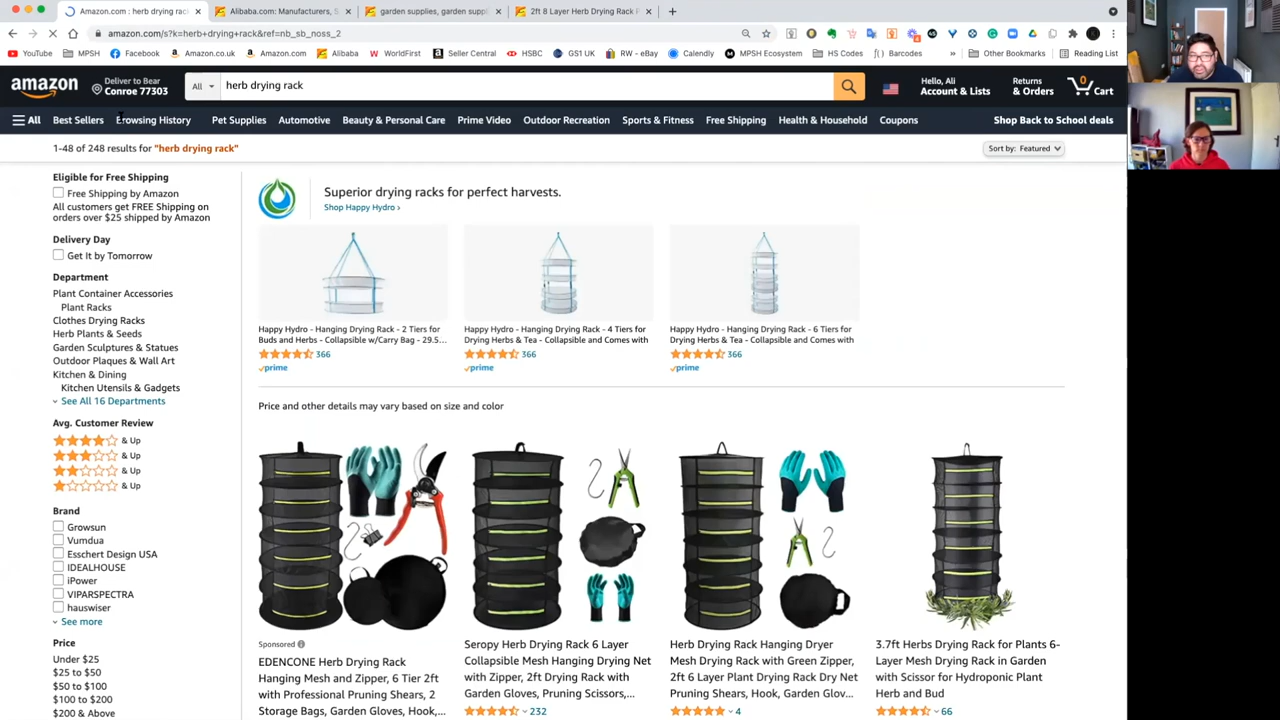 Amazon.com : herb drying rac
Alibaba.com: Manufacturers, S
garden supplies, garden suppl
2ft 8 Layer Herb Drying Rack P
amazon.com/s?k=herb+drying+rack&ref=nb_sb_noss_2
YouTube
MPSH
Facebook
Amazon.co.uk
Amazon.com
Alibaba
WorldFirst
Seller Central
HSBC
GS1 UK
RW - eBay
Calendly
MPSH Ecosystem
HS Codes
Barcodes
»
Other Bookmarks
Reading List
amazon
Deliver to Bear
Conroe 77303
All
herb drying rack
Hello, Ali
Account & Lists
Returns
& Orders
0
Cart
All
Best Sellers
Browsing History
Pet Supplies
Automotive
Beauty & Personal Care
Prime Video
Outdoor Recreation
Sports & Fitness
Free Shipping
Health & Household
Coupons
Shop Back to School deals
1-48 of 248 results for "herb drying rack"
Sort by: Featured
Eligible for Free Shipping
Free Shipping by Amazon
All customers get FREE Shipping on
orders over $25 shipped by Amazon
Delivery Day
Get It by Tomorrow
Department
Plant Container Accessories
Plant Racks
Clothes Drying Racks
Herb Plants & Seeds
Garden Sculptures & Statues
Outdoor Plaques & Wall Art
Kitchen & Dining
Kitchen Utensils & Gadgets
See All 16 Departments
Avg. Customer Review
& Up
& Up
& Up
& Up
Brand
Growsun
Vumdua
Esschert Design USA
IDEALHOUSE
iPower
VIPARSPECTRA
hauswiser
See more
Price
Under $25
$25 to $50
$50 to $100
$100 to $200
$200 & Above
Superior drying racks for perfect harvests.
Shop Happy Hydro ›
Happy Hydro - Hanging Drying Rack - 2 Tiers for
Buds and Herbs - Collapsible w/Carry Bag - 29.5…
366
prime
Happy Hydro - Hanging Drying Rack - 4 Tiers for
Drying Herbs & Tea - Collapsible and Comes with
366
prime
Happy Hydro - Hanging Drying Rack - 6 Tiers for
Drying Herbs & Tea - Collapsible and Comes with
366
prime
Price and other details may vary based on size and color
Sponsored
EDENCONE Herb Drying Rack
Hanging Mesh and Zipper, 6 Tier 2ft
with Professional Pruning Shears, 2
Storage Bags, Garden Gloves, Hook,…
Seropy Herb Drying Rack 6 Layer
Collapsible Mesh Hanging Drying Net
with Zipper, 2ft Drying Rack with
Garden Gloves, Pruning Scissors,…
232
Herb Drying Rack Hanging Dryer
Mesh Drying Rack with Green Zipper,
2ft 6 Layer Plant Drying Rack Dry Net
Pruning Shears, Hook, Garden Glov…
4
3.7ft Herbs Drying Rack for Plants 6-
Layer Mesh Drying Rack in Garden
with Scissor for Hydroponic Plant
Herb and Bud
66